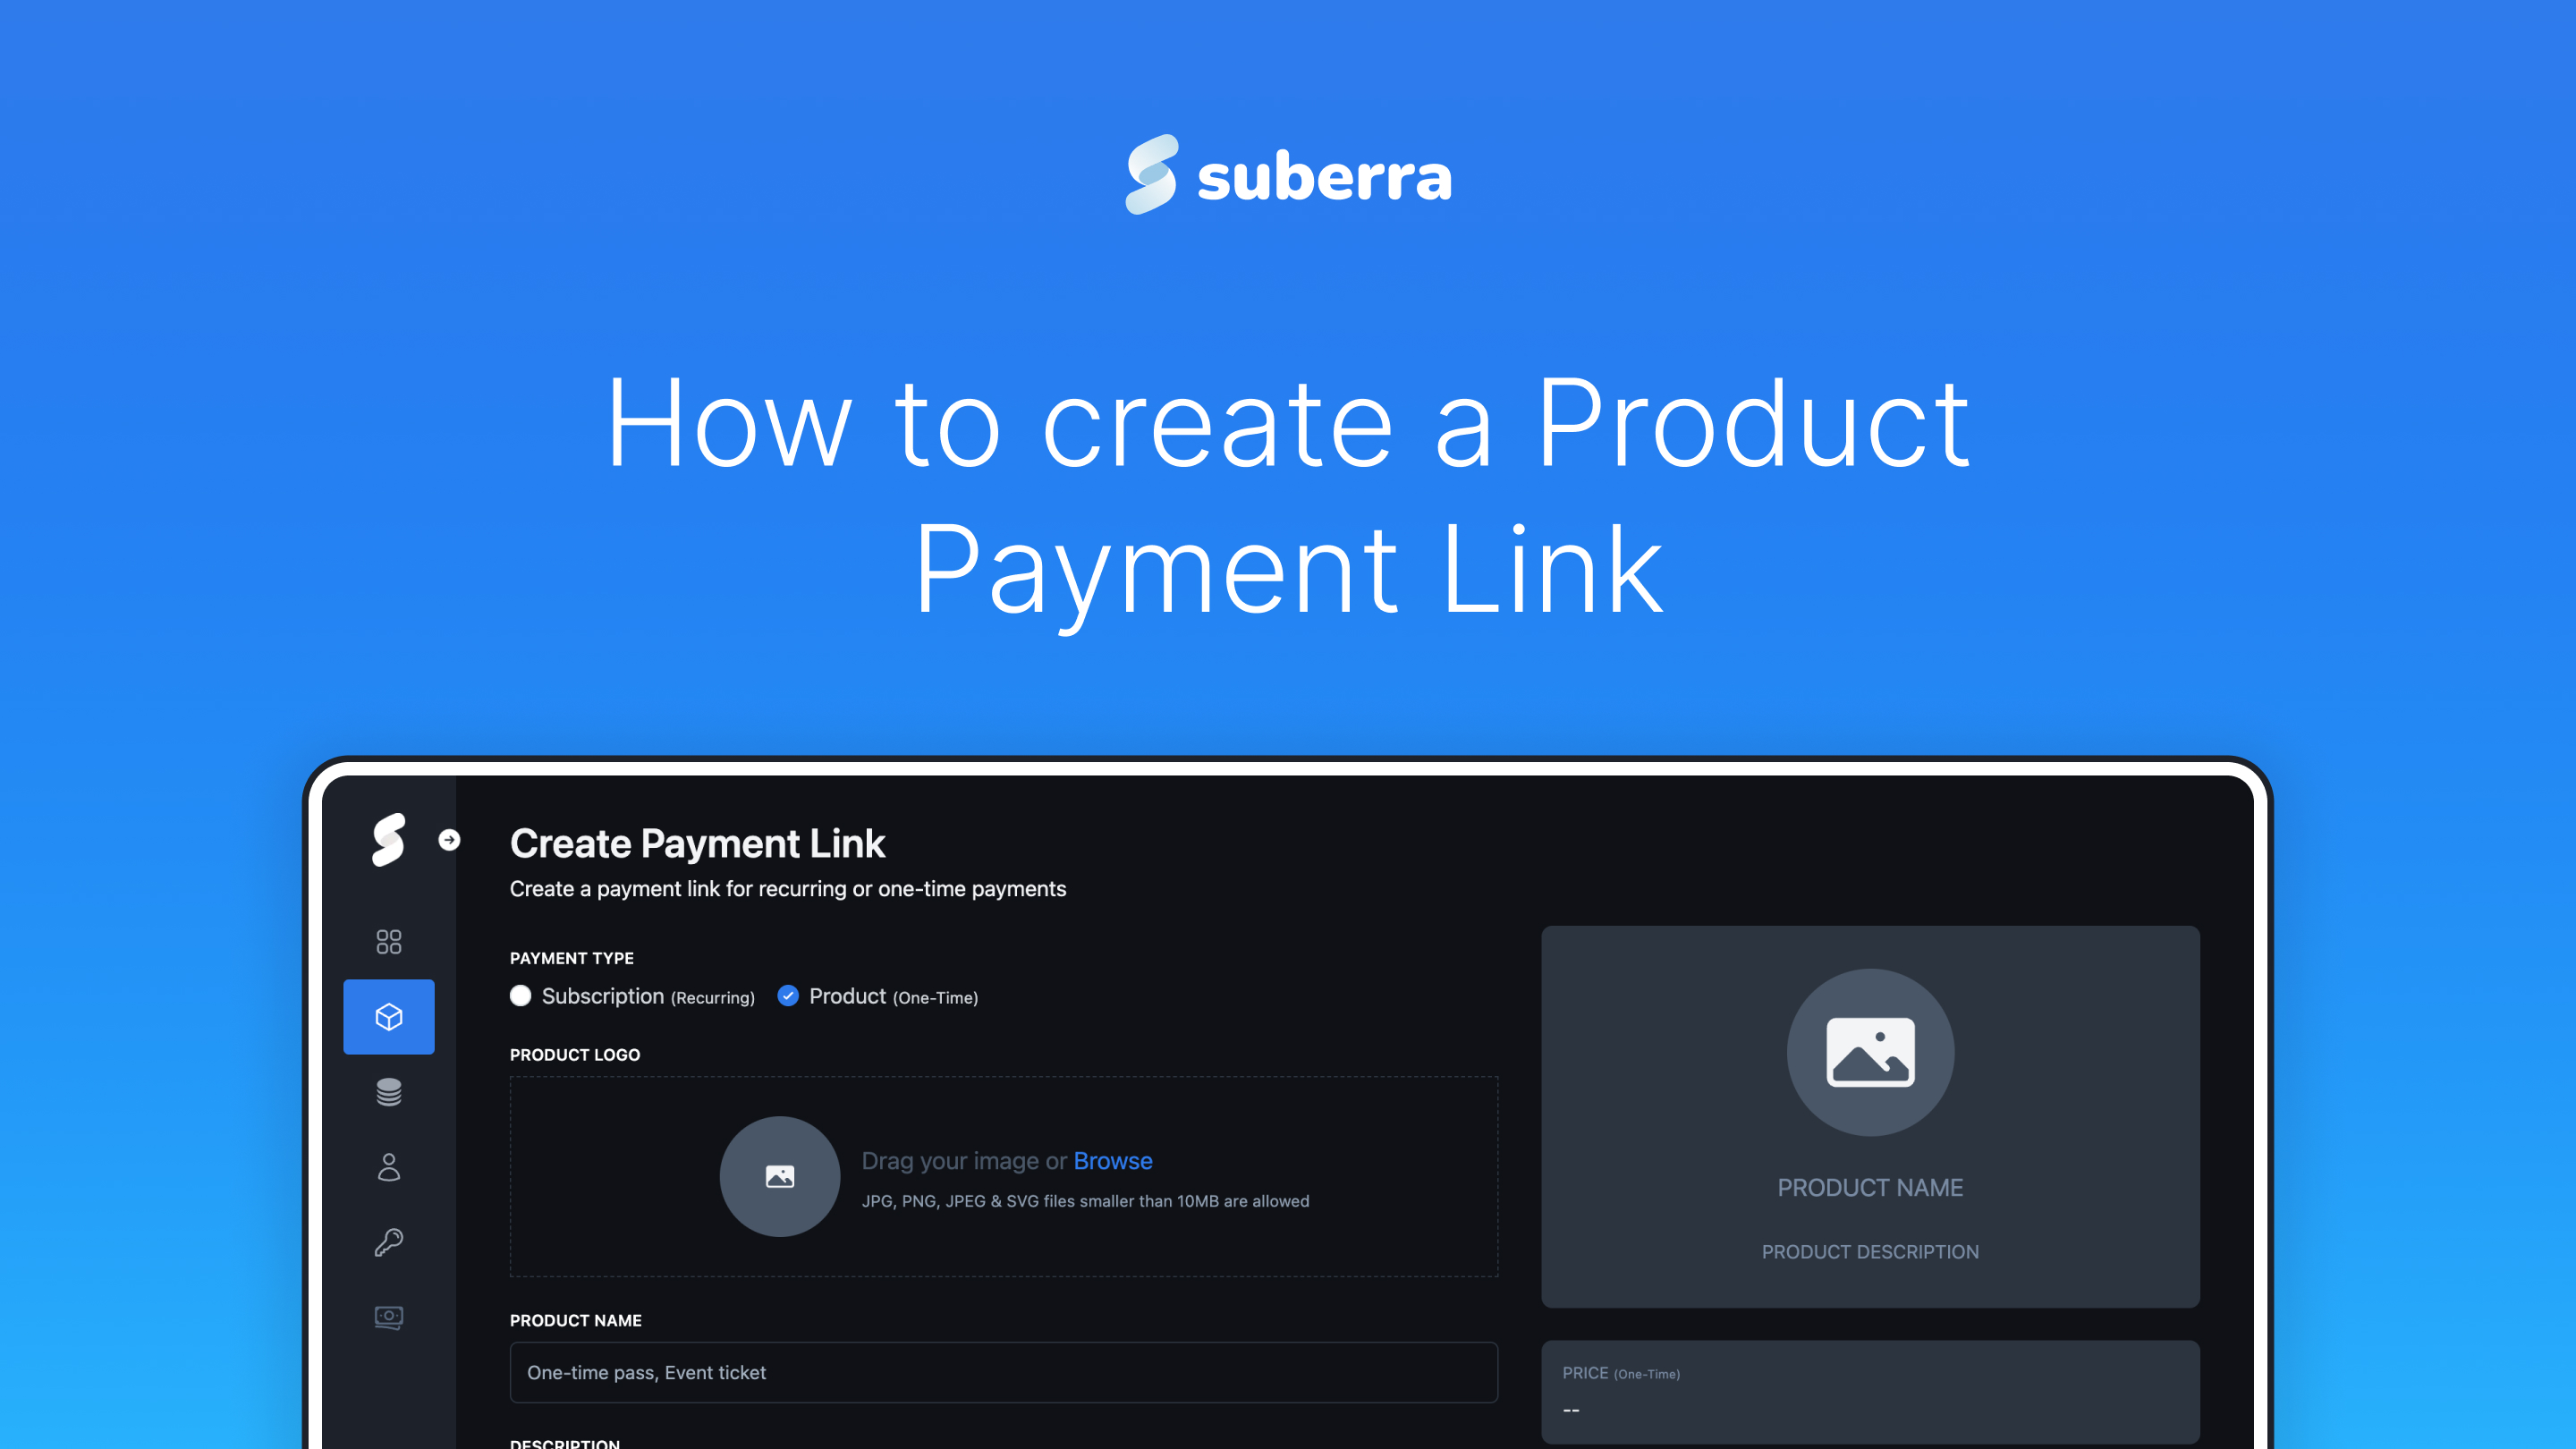 suberra
How to create a Product
Payment Link
Create Payment Link
Create a payment link for recurring or one-time payments
PAYMENT TYPE
Subscription (Recurring) Product (One-Time)
PRODUCT LOGO
Drag your image or Browse
JPG, PNG, JPEG & SVG files smaller than 10MB are allowed
PRODUCT NAME
One-time pass, Event ticket
DESCRIPTION
PRODUCT NAME
PRODUCT DESCRIPTION
PRICE (One-Time)
--